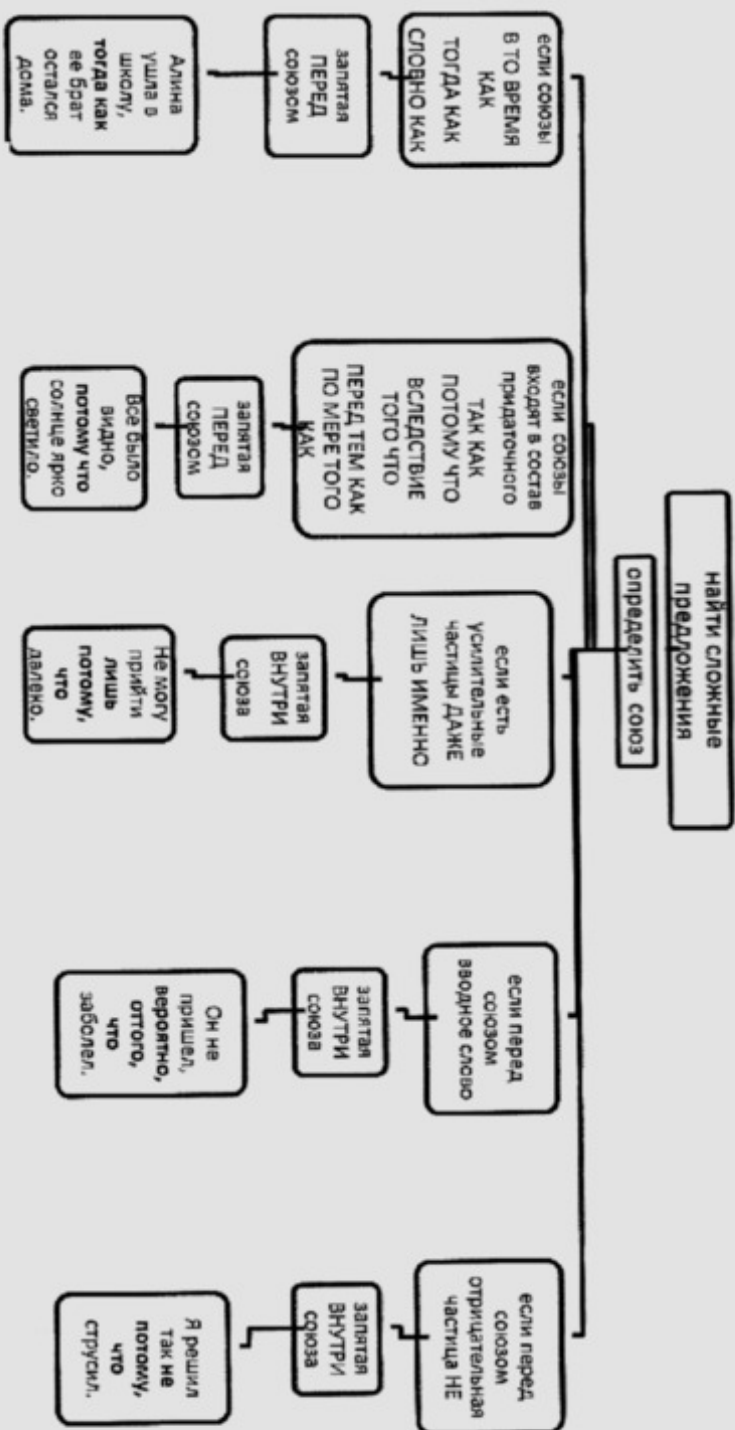 найти сложные
предложения
определить союз
если союзы
В ТО ВРЕМЯ
КАК
ТОГДА КАК
СЛОВНО КАК
запятая
ПЕРЕД
союзом
Алина
ушла в
школу,
тогда как
ее брат
остался
дома.
если союзы
входят в состав
придаточного
ТАК КАК
ПОТОМУ ЧТО
ВСЛЕДСТВИЕ
ТОГО ЧТО
ПЕРЕД ТЕМ КАК
ПО МЕРЕ ТОГО
КАК
запятая
ПЕРЕД
союзом
Все было
видно,
потому что
солнце ярко
светило.
если есть
усилительные
частицы ДАЖЕ
ЛИШЬ ИМЕННО
запятая
ВНУТРИ
союза
Не могу
прийти
лишь
потому,
что
далеко.
если перед
союзом
вводное слово
запятая
ВНУТРИ
союза
Он не
пришел,
вероятно,
оттого,
что
заболел.
если перед
союзом
отрицательная
частица НЕ
запятая
ВНУТРИ
союза
Я решил
так не
потому,
что
струсил.